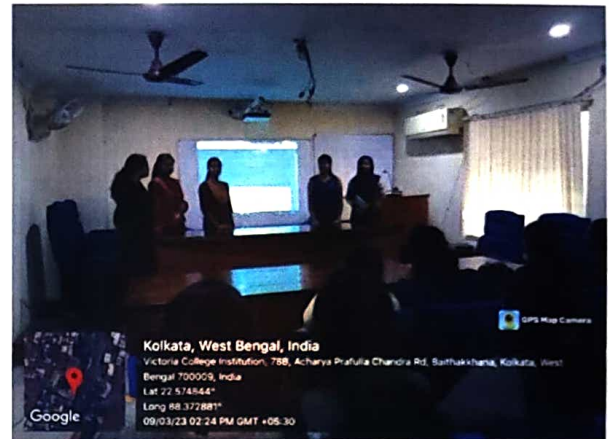 GPS Map Camera
Kolkata, West Bengal, India
Victoria College Institution, 78B, Acharya Prafulla Chandra Rd, Baithakkhana, Kolkata, West
Bengal 700009, India
Lat 22.574844°
Long 88.372881°
09/03/23 02:24 PM GMT +05:30
Google